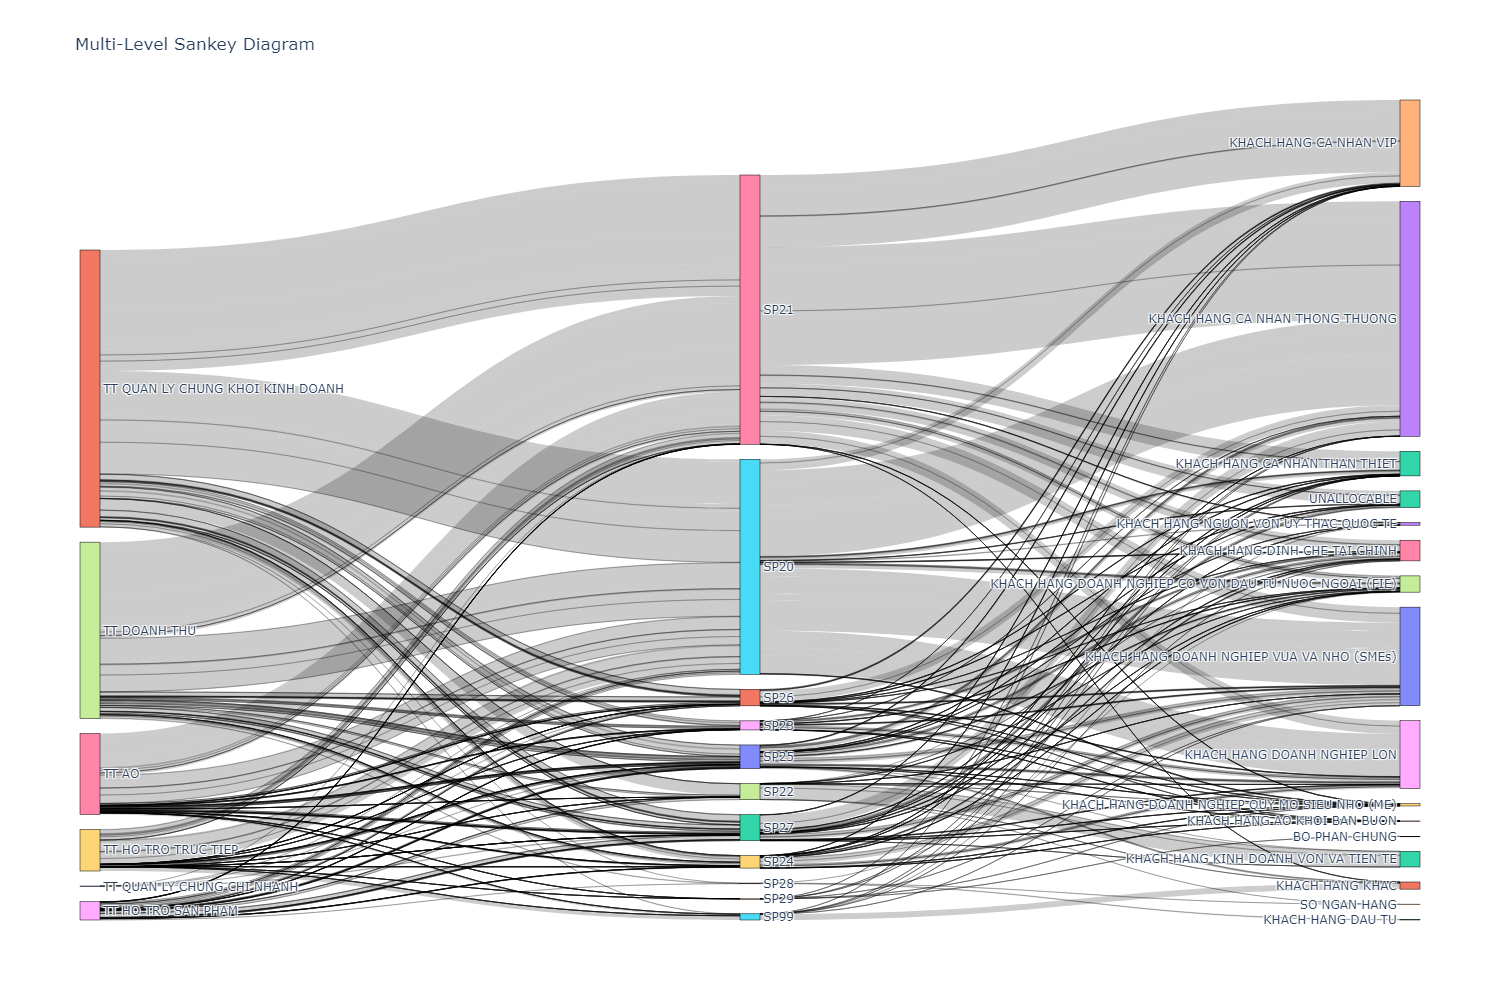 Multi-Level Sankey Diagram
TT QUAN LY CHUNG KHOI KINH DOANH
TT DOANH THU
TT AO
TT HO TRO TRUC TIEP
TT QUAN LY CHUNG CHI NHANH
TT HO TRO SAN PHAM
SP21
SP20
SP26
SP23
SP25
SP22
SP27
SP24
SP28
SP29
SP99
KHACH HANG CA NHAN VIP
KHACH HANG CA NHAN THONG THUONG
KHACH HANG CA NHAN THAN THIET
UNALLOCABLE
KHACH HANG NGUON VON UY THAC QUOC TE
KHACH HANG DINH CHE TAI CHINH
KHACH HANG DOANH NGHIEP CO VON DAU TU NUOC NGOAI (FIE)
KHACH HANG DOANH NGHIEP VUA VA NHO (SMEs)
KHACH HANG DOANH NGHIEP LON
KHACH HANG DOANH NGHIEP QUY MO SIEU NHO (ME)
KHACH HANG AO KHOI BAN BUON
BO PHAN CHUNG
KHACH HANG KINH DOANH VON VA TIEN TE
KHACH HANG KHAC
SO NGAN HANG
KHACH HANG DAU TU